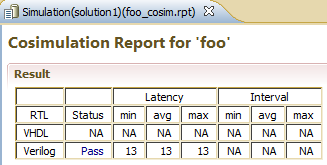 Simulation(solution1)(foo_cosim.rpt)
Cosimulation Report for 'foo'
Result
Latency Interval
RTL Status min avg max min avg max
VHDL NA NA NA NA NA NA NA
Verilog Pass 13 13 13 NA NA NA